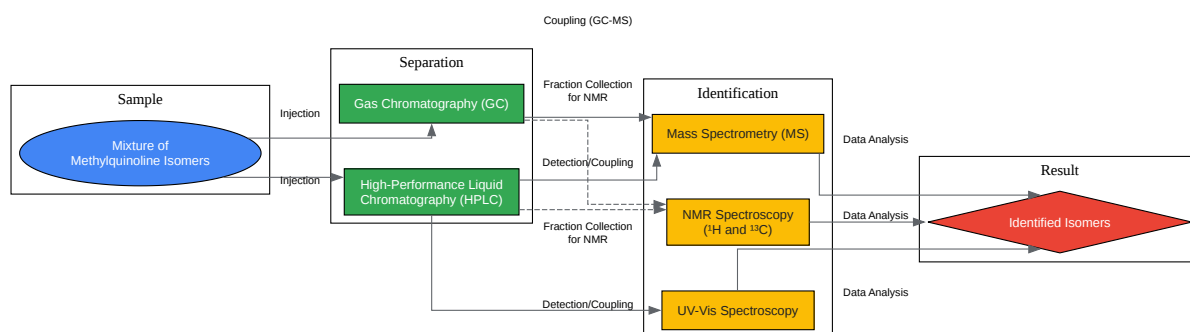 Coupling (GC-MS)
Separation
Sample
Identification
Fraction Collection
for NMR
Gas Chromatography (GC)
Injection
Mixture of
Methylquinoline Isomers
Mass Spectrometry (MS)
Data Analysis
Detection/Coupling
Result
Injection
High-Performance Liquid
Chromatography (HPLC)
NMR Spectroscopy
(¹H and ¹³C)
Data Analysis
Identified Isomers
Fraction Collection
for NMR
Data Analysis
Detection/Coupling
UV-Vis Spectroscopy